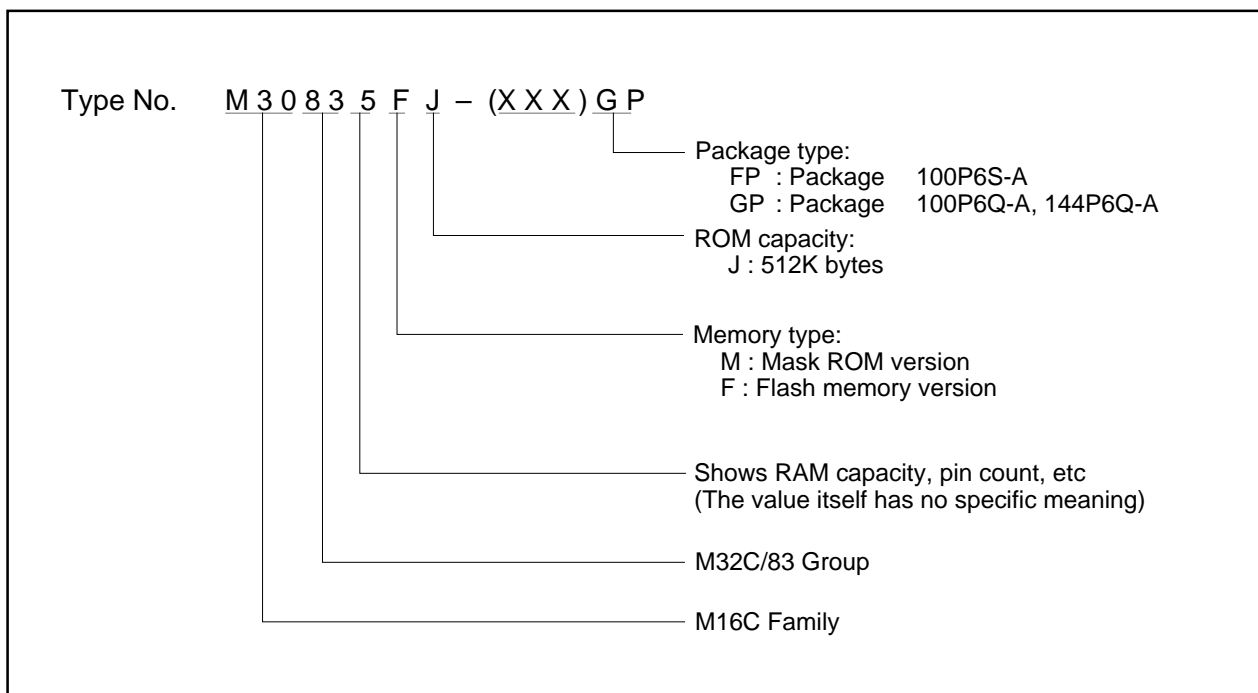 Type No. M 3 0 8 3 5 F J – (X X X) G P
Package type:
FP : Package 100P6S-A
GP : Package 100P6Q-A, 144P6Q-A
ROM capacity:
J : 512K bytes
Memory type:
M : Mask ROM version
F : Flash memory version
Shows RAM capacity, pin count, etc
(The value itself has no specific meaning)
M32C/83 Group
M16C Family